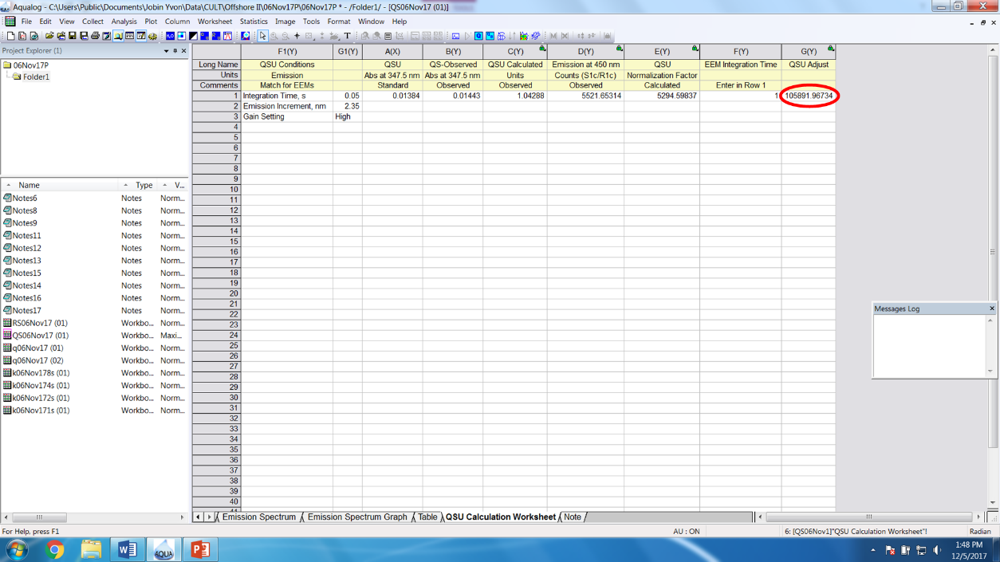 Aqualog - C:\Users\Public\Documents\Jobin Yvon\Data\CULT\Offshore II\06Nov17P\06Nov17P * - /Folder1/ - [QS06Nov17 (01)]
File Edit View Collect Analysis Plot Column Worksheet Statistics Image Tools Format Window Help
Project Explorer (1)
06Nov17P
Folder1
Name Type V...
Notes6 Notes Norm...
Notes8 Notes Norm...
Notes9 Notes Norm...
Notes11 Notes Norm...
Notes12 Notes Norm...
Notes13 Notes Norm...
Notes15 Notes Norm...
Notes14 Notes Norm...
Notes16 Notes Norm...
Notes17 Notes Norm...
RS06Nov17 (01) Workbo... Norm...
QS06Nov17 (01) Workbo... Maxi...
q06Nov17 (01) Workbo... Norm...
q06Nov17 (02) Workbo... Norm...
k06Nov178s (01) Workbo... Norm...
k06Nov174s (01) Workbo... Norm...
k06Nov172s (01) Workbo... Norm...
k06Nov171s (01) Workbo... Norm...
F1(Y) G1(Y) A(X) B(Y) C(Y) D(Y) E(Y) F(Y) G(Y)
Long Name QSU Conditions QSU QS-Observed QSU Calculated Emission at 450 nm QSU EEM Integration Time QSU Adjust
Units Emission Abs at 347.5 nm Abs at 347.5 nm Units Counts (S1c/R1c) Normalization Factor
Comments Match for EEMs Standard Observed Observed Observed Calculated Enter in Row 1
1 Integration Time, s 0.05 0.01384 0.01443 1.04288 5521.65314 5294.59837 1 105891.96734
2 Emission Increment, nm 2.35
3 Gain Setting High
4
5
6
7
8
9
10
11
12
13
14
15
16
17
18
19
20
21
22
23
24
25
26
27
28
29
30
31
32
33
34
35
36
37
38
39
40
Messages Log
Emission Spectrum Emission Spectrum Graph Table QSU Calculation Worksheet Note
For Help, press F1 AU : ON 6: [QS06Nov1]"QSU Calculation Worksheet"! Radian
1:48 PM
12/5/2017